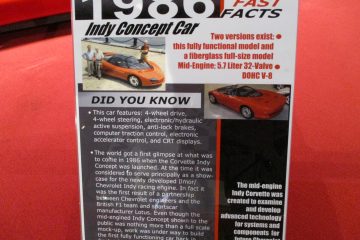 1986 FAST
FACTS
Indy Concept Car
Two versions exist: •
this fully functional model and
a fiberglass full-size model
Mid-Engine; 5.7 Liter 32-Valve •
DOHC V-8
DID YOU KNOW
• This car features: 4-wheel drive,
4-wheel steering, electronic/hydraulic
active suspension, anti-lock brakes,
computer traction control, electronic
accelerator control, and CRT displays.
• The world got a first glimpse of what was
to come in 1986 when the Corvette Indy
Concept was launched. At the time it was
considered to serve principally as a show-
case for the newly developed (Ilmor)
Chevrolet Indy racing engine. In fact it
was the first result of a partnership
between Chevrolet engineers and the
British F1 team and sportscar
manufacturer Lotus. Even though the
mid-engined Indy Concept shown to the
public was nothing more than a full scale
mock-up, work was under way to build
the first fully functioning car back in
The mid-engine
Indy Corvette was
created to examine
and develop
advanced technology
for systems and
components for
future Chevrolet